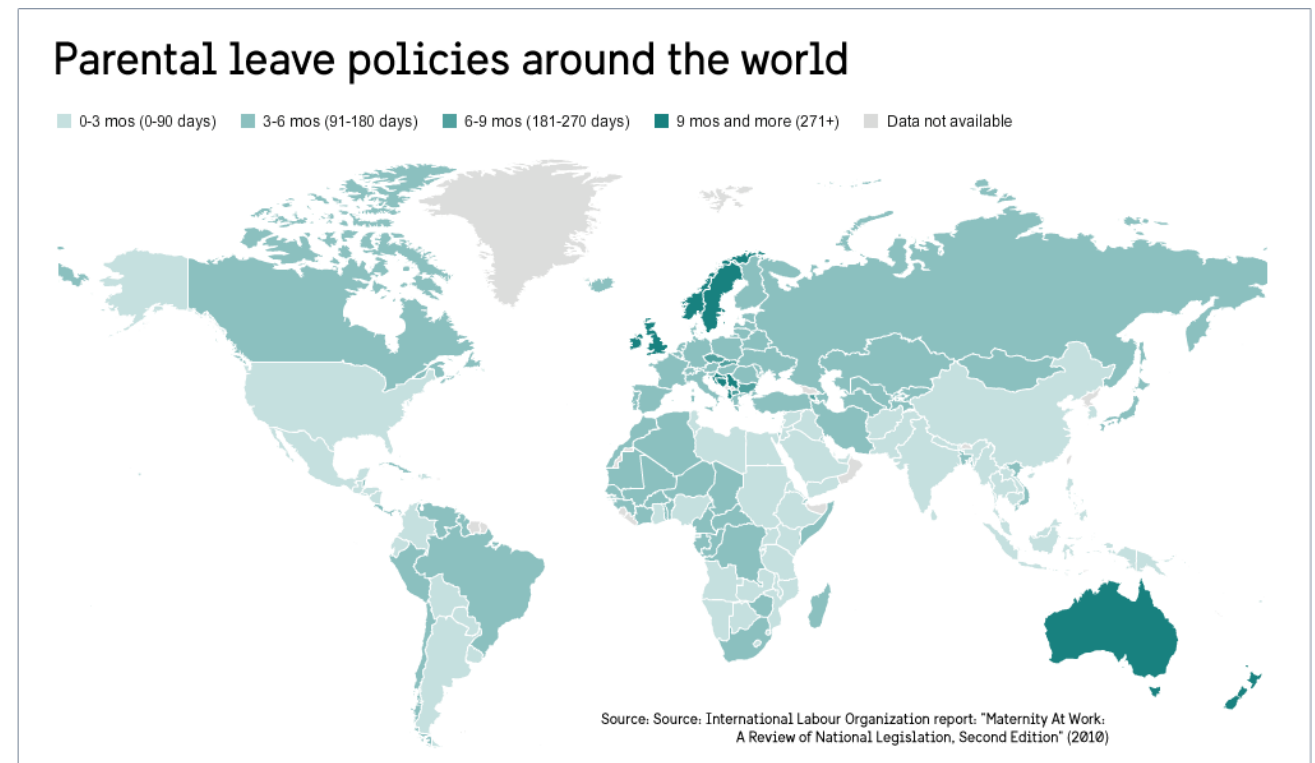 Parental leave policies around the world
0-3 mos (0-90 days) 3-6 mos (91-180 days) 6-9 mos (181-270 days) 9 mos and more (271+) Data not available
Source: Source: International Labour Organization report: "Maternity At Work:
A Review of National Legislation, Second Edition" (2010)